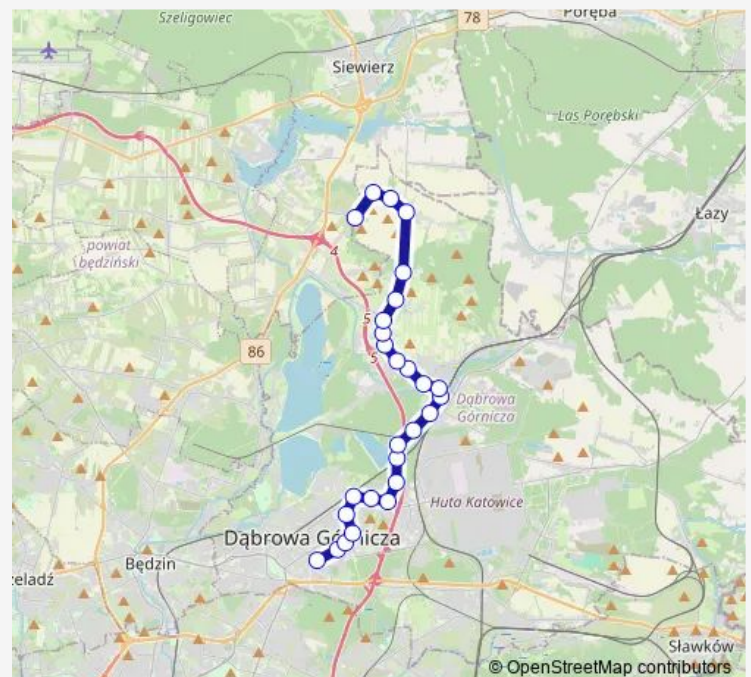 78
Poręba
Szeligowiec
Siewierz
Las Porębski
Łazy
powiat
będziński
4
5
86
5
Dąbrowa
Górnicza
Huta Katowice
Dąbrowa Górnicza
Będzin
eladź
Sławków
© OpenStreetMap contributors